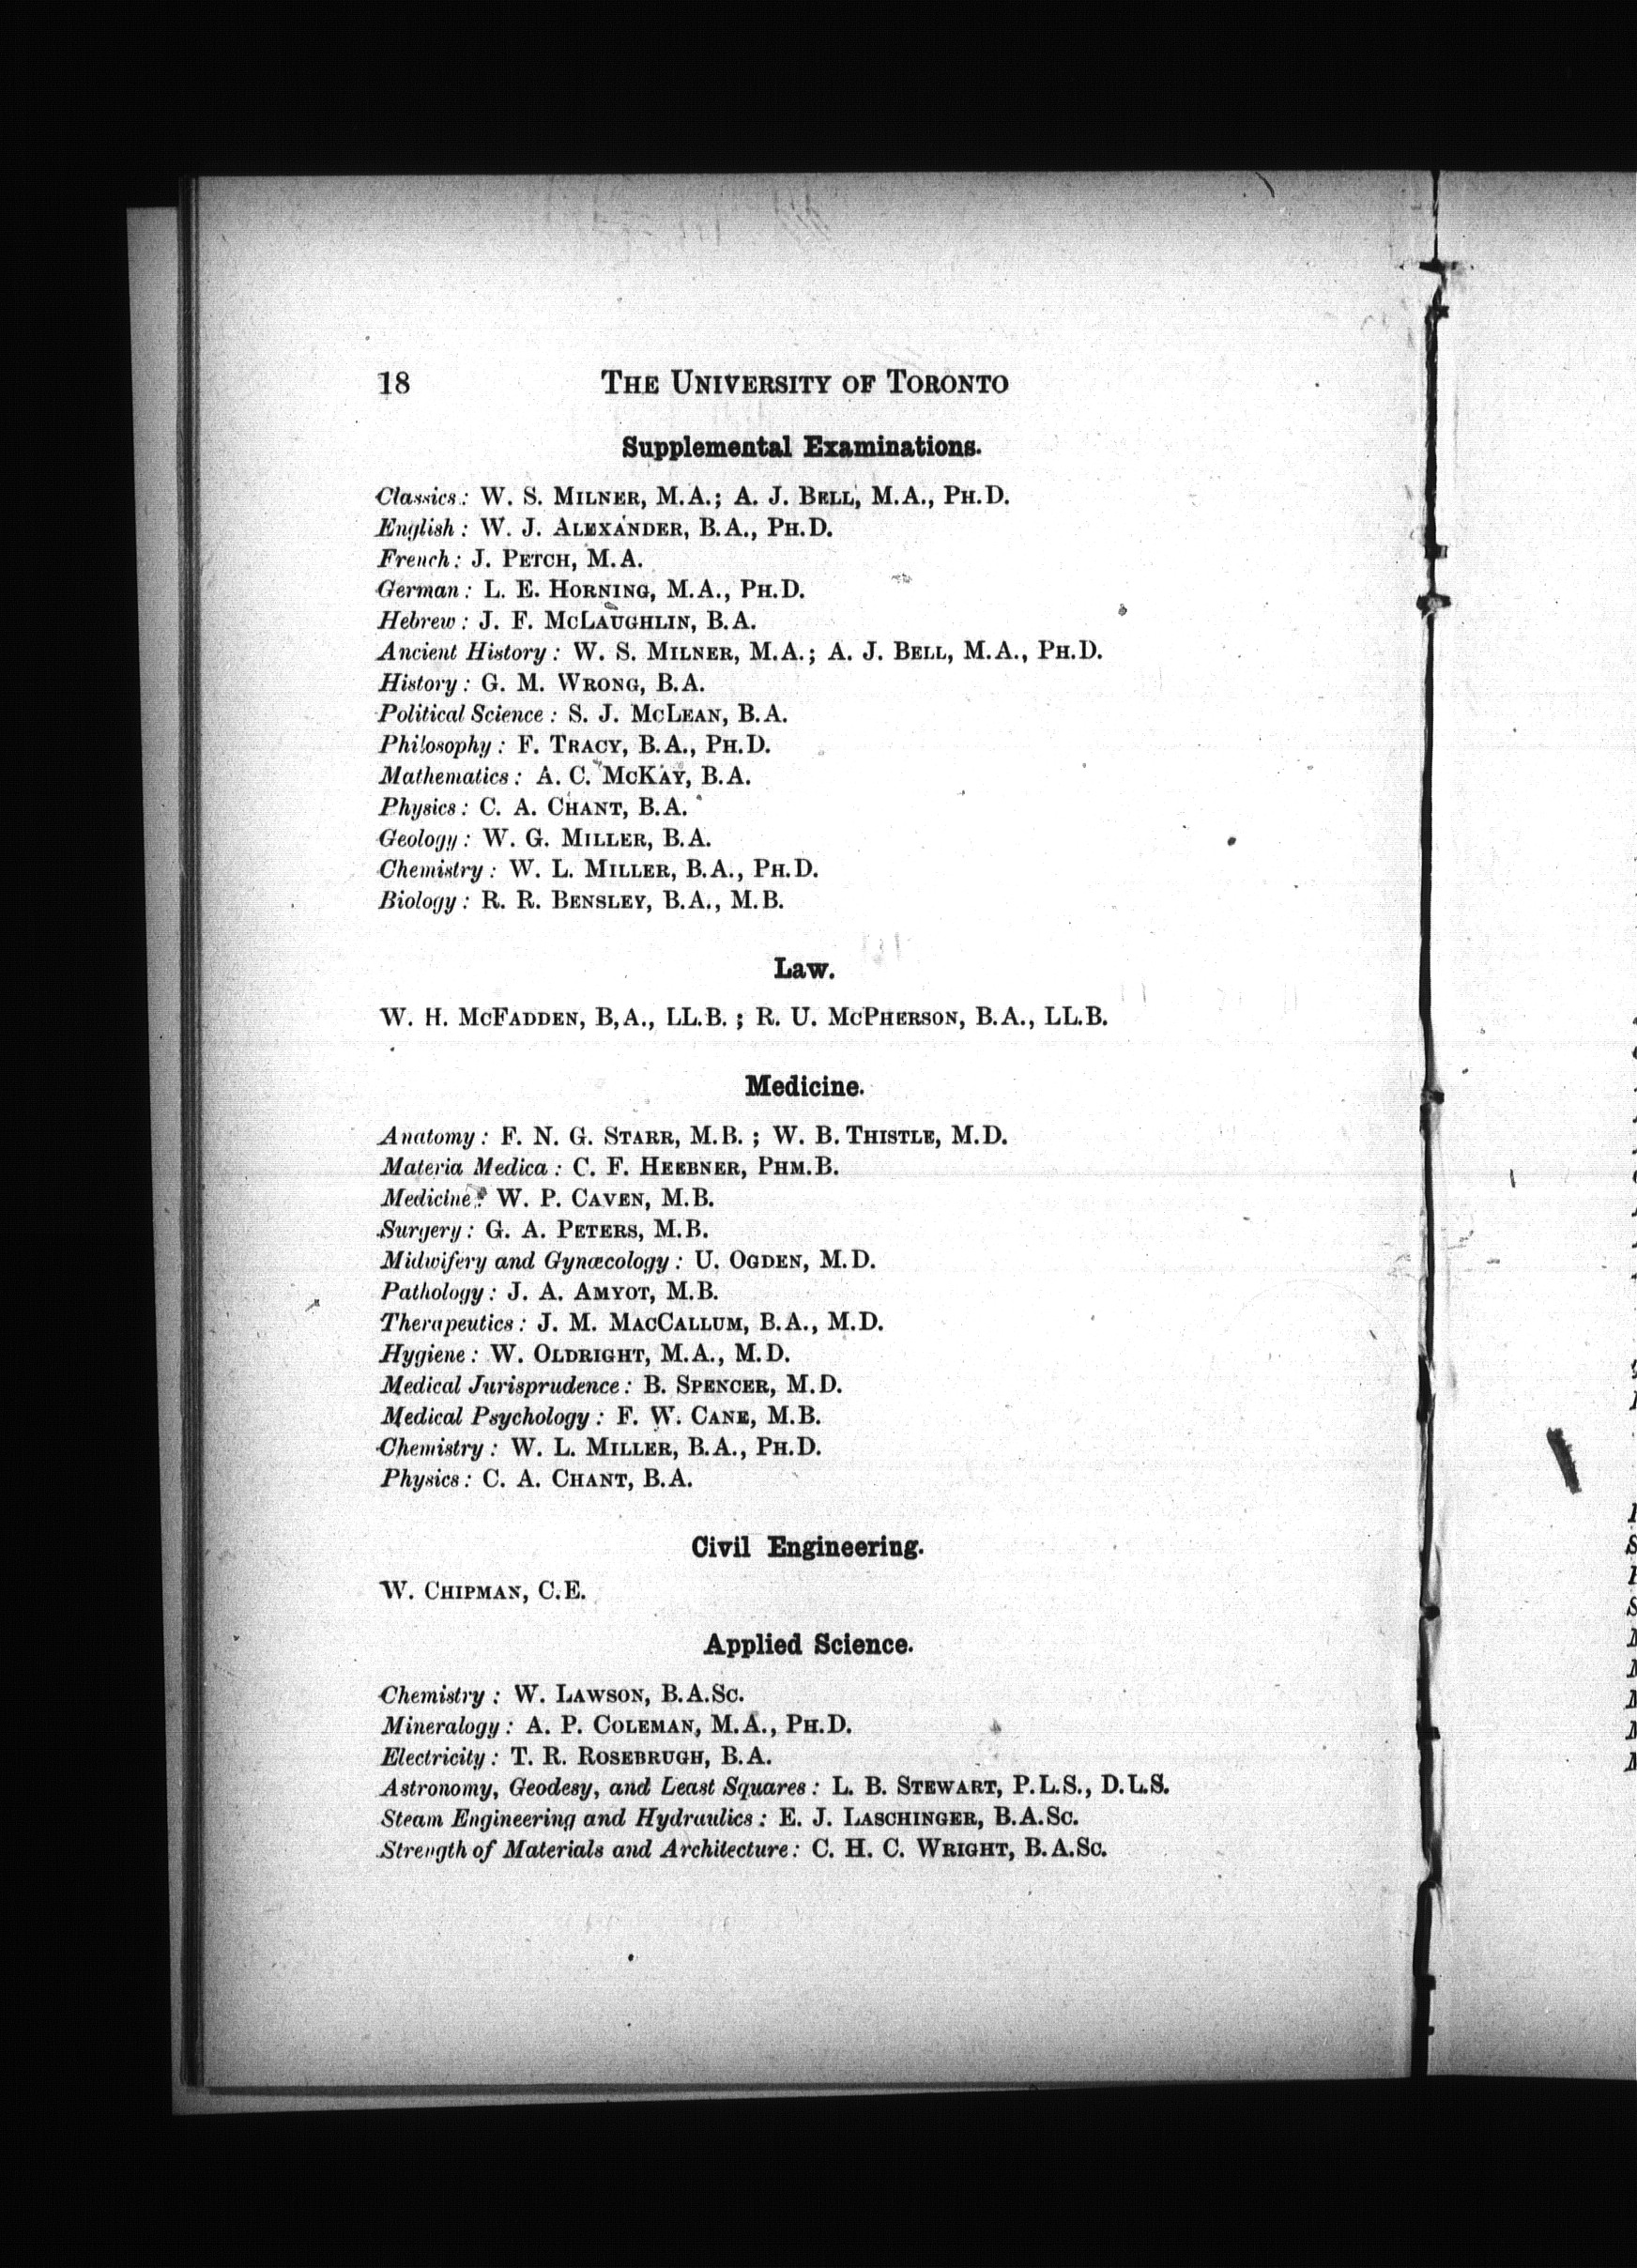 18 THE UNIVERSITY OF TORONTO
Supplemental Examinations.
Classics: W. S. MILNER, M.A.; A. J. BELL, M.A., PH.D.
English: W. J. ALEXANDER, B.A., PH.D.
French: J. PETCH, M.A.
German: L. E. HORNING, M.A., PH.D.
Hebrew: J. F. MCLAUGHLIN, B.A.
Ancient History: W. S. MILNER, M.A.; A. J. BELL, M.A., PH.D.
History: G. M. WRONG, B.A.
Political Science: S. J. MCLEAN, B.A.
Philosophy: F. TRACY, B.A., PH.D.
Mathematics: A. C. MCKAY, B.A.
Physics: C. A. CHANT, B.A.
Geology: W. G. MILLER, B.A.
Chemistry: W. L. MILLER, B.A., PH.D.
Biology: R. R. BENSLEY, B.A., M.B.
Law.
W. H. MCFADDEN, B,A., LL.B.; R. U. MCPHERSON, B.A., LL.B.
Medicine.
Anatomy: F. N. G. STARR, M.B.; W. B. THISTLE, M.D.
Materia Medica: C. F. HEEBNER, PHM.B.
Medicine: W. P. CAVEN, M.B.
Surgery: G. A. PETERS, M.B.
Midwifery and Gynæcology: U. OGDEN, M.D.
Pathology: J. A. AMYOT, M.B.
Therapeutics: J. M. MACCALLUM, B.A., M.D.
Hygiene: W. OLDRIGHT, M.A., M.D.
Medical Jurisprudence: B. SPENCER, M.D.
Medical Psychology: F. W. CANE, M.B.
Chemistry: W. L. MILLER, B.A., PH.D.
Physics: C. A. CHANT, B.A.
Civil Engineering.
W. CHIPMAN, C.E.
Applied Science.
Chemistry: W. LAWSON, B.A.SC.
Mineralogy: A. P. COLEMAN, M.A., PH.D.
Electricity: T. R. ROSEBRUGH, B.A.
Astronomy, Geodesy, and Least Squares: L. B. STEWART, P.L.S., D.L.S.
Steam Engineering and Hydraulics: E. J. LASCHINGER, B.A.SC.
Strength of Materials and Architecture: C. H. C. WRIGHT, B.A.SC.